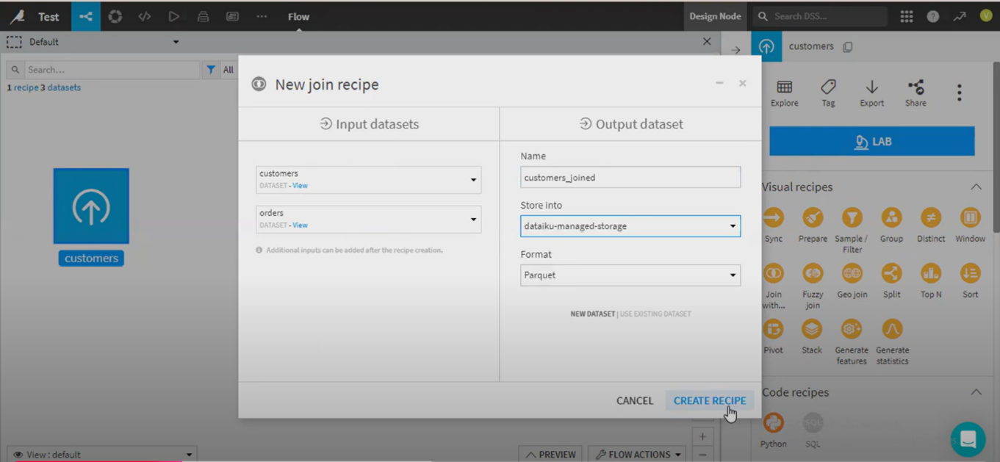 Test
Flow
Design Node
Search DSS...
?
V
Default
customers
Search...
All
1 recipe 3 datasets
New join recipe
Explore
Tag
Export
Share
Input datasets
Output dataset
LAB
customers
DATASET - View
orders
DATASET - View
Additional inputs can be added after the recipe creation.
Name
customers_joined
Store into
dataiku-managed-storage
Format
Parquet
NEW DATASET | USE EXISTING DATASET
CANCEL
CREATE RECIPE
customers
Visual recipes
Sync
Prepare
Sample /
Filter
Group
Distinct
Window
Join
with...
Fuzzy
join
Geo join
Split
Top N
Sort
Pivot
Stack
Generate
features
Generate
statistics
Code recipes
Python
SQL
SQL
View : default
PREVIEW
FLOW ACTIONS